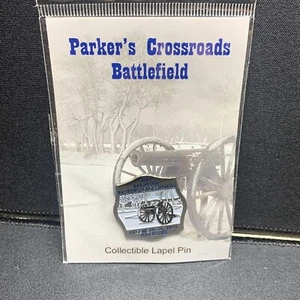 Parker's Crossroads
Battlefield
Collectible Lapel Pin